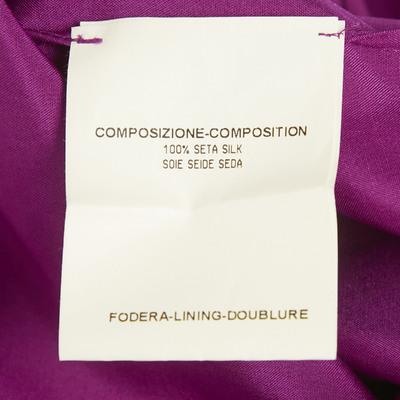 COMPOSIZIONE-COMPOSITION
100% SETA SILK
SOIE SEIDE SEDA
FODERA-LINING-DOUBLURE